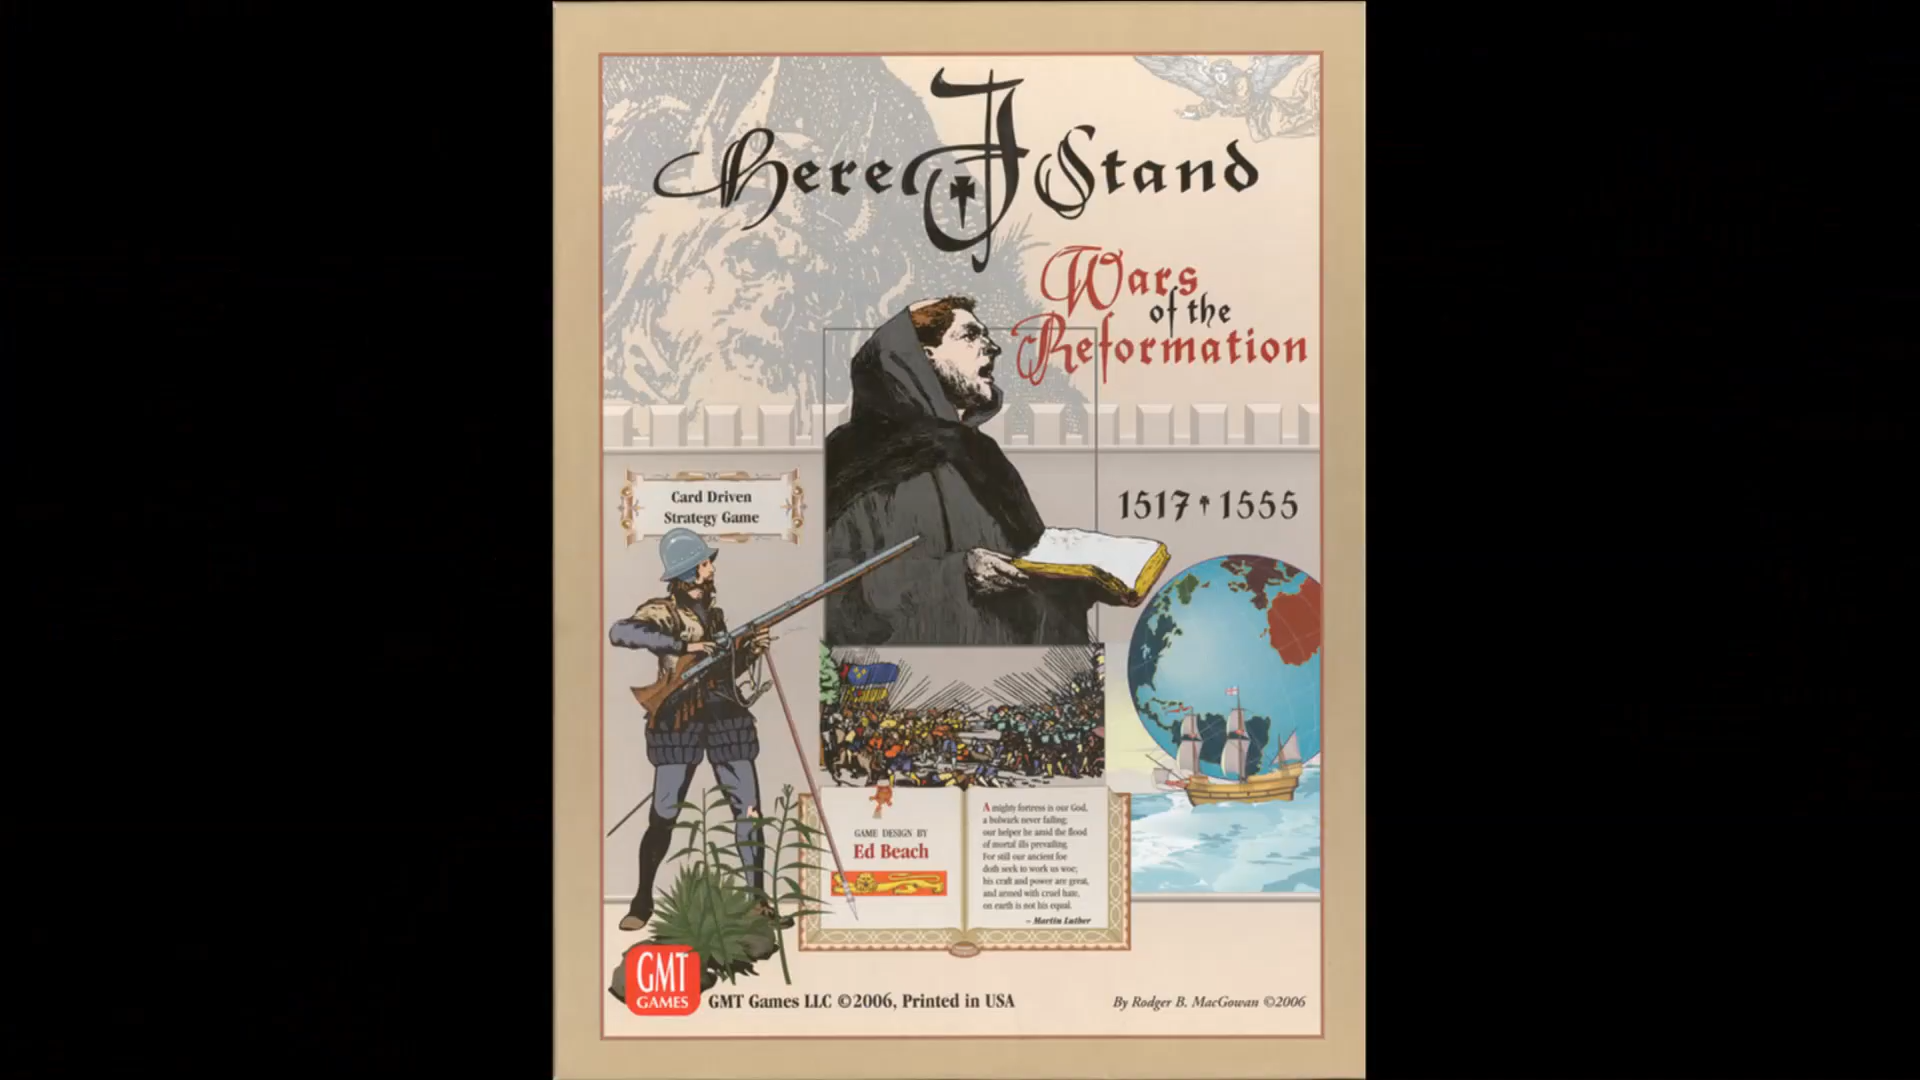 Here I Stand
Wars
of the
Reformation
Card Driven
Strategy Game
1517 1555
GAME DESIGN BY
Ed Beach
A mighty fortress is our God,
a bulwark never failing;
our helper he amid the flood
of mortal ills prevailing.
For still our ancient foe
doth seek to work us woe;
his craft and power are great,
and armed with cruel hate,
on earth is not his equal.
– Martin Luther
GMT
GAMES
GMT Games LLC ©2006, Printed in USA
By Rodger B. MacGowan ©2006